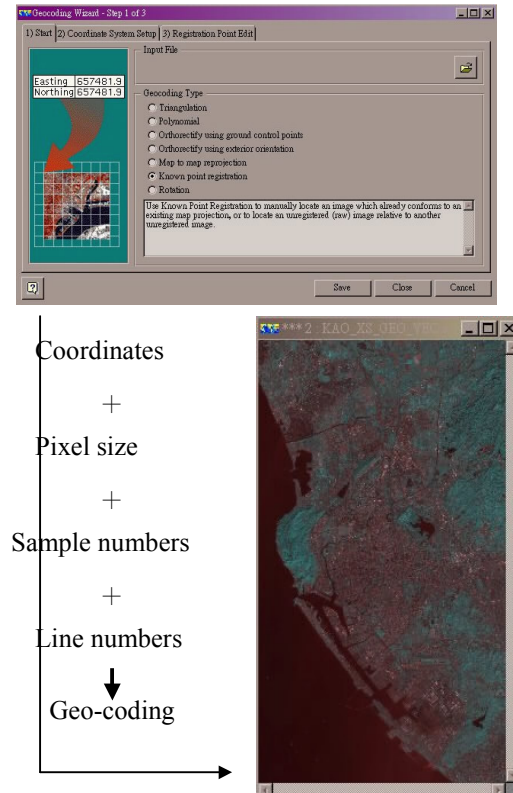 Geocoding Wizard - Step 1 of 3
1) Start 2) Coordinate System Setup 3) Registration Point Edit
Input File
Easting 657481.9
Northing 657481.9
Geocoding Type
Triangulation
Polynomial
Orthorectify using ground control points
Orthorectify using exterior orientation
Map to map reprojection
Known point registration
Rotation
Use Known Point Registration to manually locate an image which already conforms to an
existing map projection, or to locate an unregistered (raw) image relative to another
unregistered image.
Save Close Cancel
*** 2 : KAO_XS_GEO_VEC
Coordinates
+
Pixel size
+
Sample numbers
+
Line numbers
Geo-coding